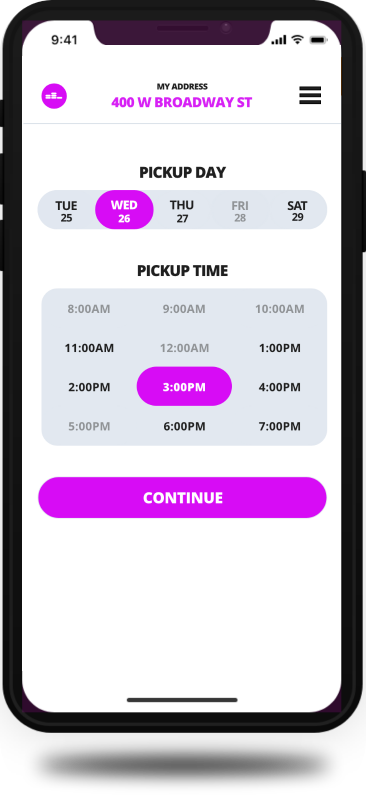 9:41
MY ADDRESS
400 W BROADWAY ST
PICKUP DAY
TUE WED THU FRI SAT
25 26 27 28 29
PICKUP TIME
8:00AM 9:00AM 10:00AM
11:00AM 12:00AM 1:00PM
2:00PM 3:00PM 4:00PM
5:00PM 6:00PM 7:00PM
CONTINUE